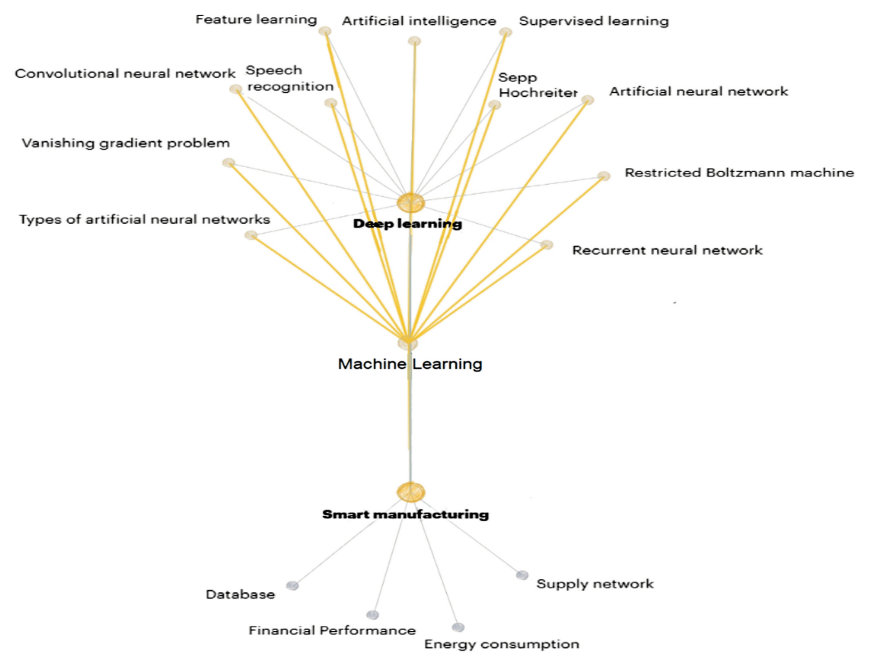 Feature learning
Artificial intelligence
Supervised learning
Convolutional neural network
Speech
recognition
Sepp
Hochreiter
Artificial neural network
Vanishing gradient problem
Restricted Boltzmann machine
Types of artificial neural networks
Deep learning
Recurrent neural network
Machine Learning
Smart manufacturing
Database
Supply network
Financial Performance
Energy consumption